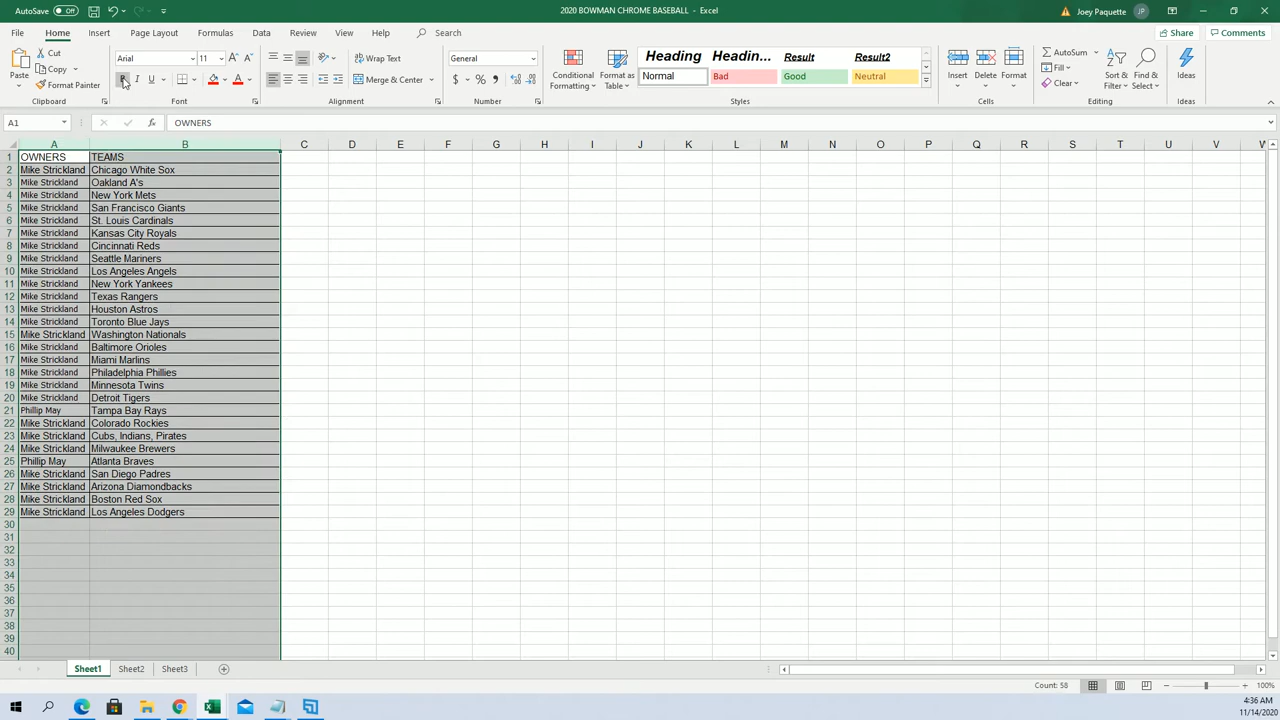 AutoSave Off 2020 BOWMAN CHROME BASEBALL - Excel Joey Paquette JP
File Home Insert Page Layout Formulas Data Review View Help Search Share Comments
Paste Cut Copy Format Painter Clipboard
Arial 11 B I U Font
Wrap Text Merge & Center Alignment
General $ % Number
Conditional Formatting Format as Table
Heading Headin... Result Result2
Normal Bad Good Neutral
Styles
Insert Delete Format Cells
AutoSum Fill Clear Sort & Filter Find & Select Editing
Ideas Ideas
A1 fx OWNERS
A B C D E F G H I J K L M N O P Q R S T U V W
1 OWNERS TEAMS
2 Mike Strickland Chicago White Sox
3 Mike Strickland Oakland A's
4 Mike Strickland New York Mets
5 Mike Strickland San Francisco Giants
6 Mike Strickland St. Louis Cardinals
7 Mike Strickland Kansas City Royals
8 Mike Strickland Cincinnati Reds
9 Mike Strickland Seattle Mariners
10 Mike Strickland Los Angeles Angels
11 Mike Strickland New York Yankees
12 Mike Strickland Texas Rangers
13 Mike Strickland Houston Astros
14 Mike Strickland Toronto Blue Jays
15 Mike Strickland Washington Nationals
16 Mike Strickland Baltimore Orioles
17 Mike Strickland Miami Marlins
18 Mike Strickland Philadelphia Phillies
19 Mike Strickland Minnesota Twins
20 Mike Strickland Detroit Tigers
21 Phillip May Tampa Bay Rays
22 Mike Strickland Colorado Rockies
23 Mike Strickland Cubs, Indians, Pirates
24 Mike Strickland Milwaukee Brewers
25 Phillip May Atlanta Braves
26 Mike Strickland San Diego Padres
27 Mike Strickland Arizona Diamondbacks
28 Mike Strickland Boston Red Sox
29 Mike Strickland Los Angeles Dodgers
30
31
32
33
34
35
36
37
38
39
40
Sheet1 Sheet2 Sheet3
Count: 58 100%
4:36 AM
11/14/2020